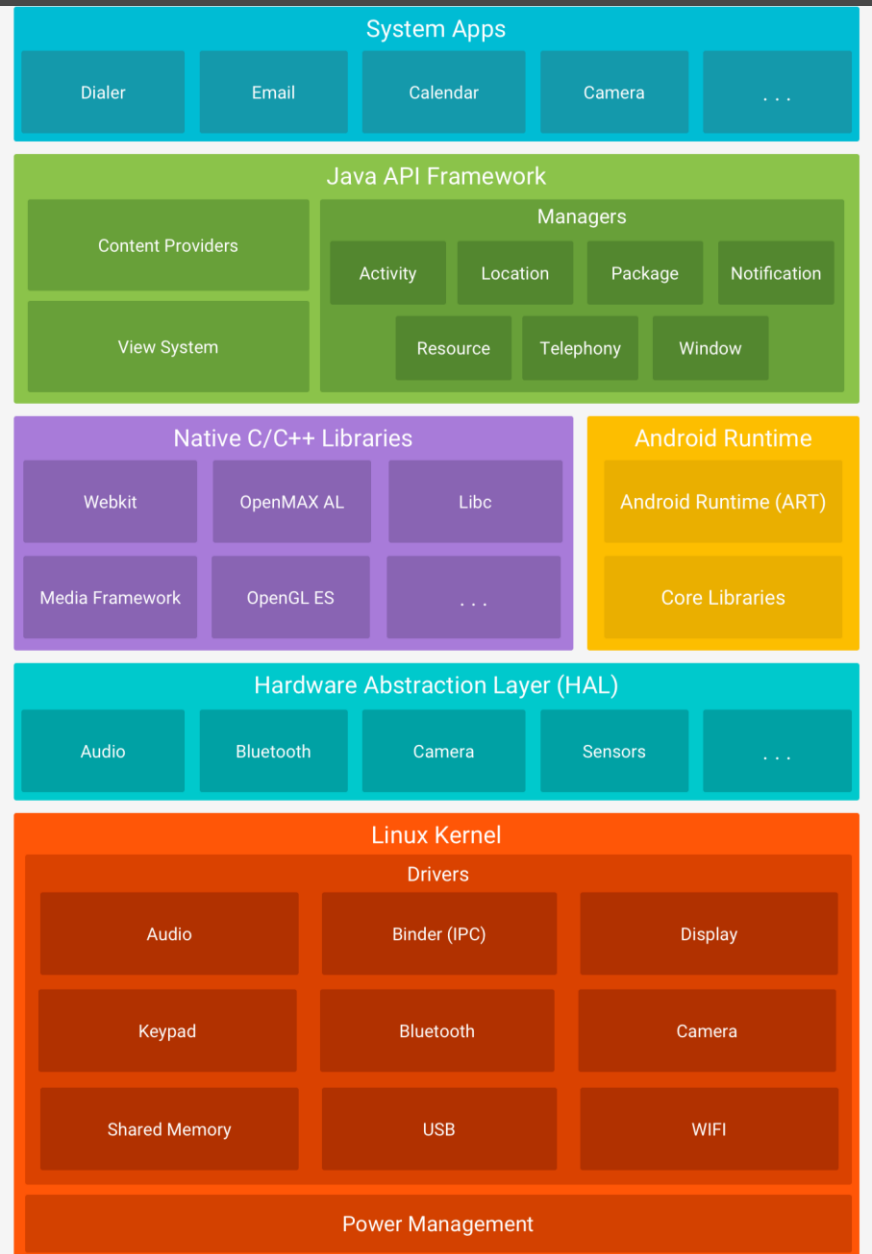 System Apps
Dialer
Email
Calendar
Camera
. . .
Java API Framework
Content Providers
View System
Managers
Activity
Location
Package
Notification
Resource
Telephony
Window
Native C/C++ Libraries
Webkit
OpenMAX AL
Libc
Media Framework
OpenGL ES
. . .
Android Runtime
Android Runtime (ART)
Core Libraries
Hardware Abstraction Layer (HAL)
Audio
Bluetooth
Camera
Sensors
. . .
Linux Kernel
Drivers
Audio
Binder (IPC)
Display
Keypad
Bluetooth
Camera
Shared Memory
USB
WIFI
Power Management